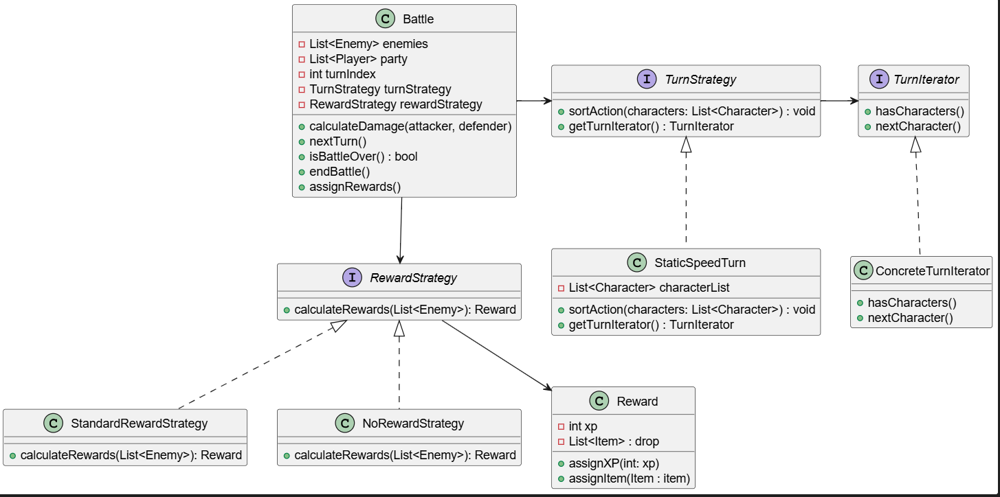 C Battle
List<Enemy> enemies
List<Player> party
int turnIndex
TurnStrategy turnStrategy
RewardStrategy rewardStrategy
calculateDamage(attacker, defender)
nextTurn()
isBattleOver() : bool
endBattle()
assignRewards()
I TurnStrategy
sortAction(characters: List<Character>) : void
getTurnIterator() : TurnIterator
I TurnIterator
hasCharacters()
nextCharacter()
I RewardStrategy
calculateRewards(List<Enemy>): Reward
C StaticSpeedTurn
List<Character> characterList
sortAction(characters: List<Character>) : void
getTurnIterator() : TurnIterator
C ConcreteTurnIterator
hasCharacters()
nextCharacter()
C StandardRewardStrategy
calculateRewards(List<Enemy>): Reward
C NoRewardStrategy
calculateRewards(List<Enemy>): Reward
C Reward
int xp
List<Item> : drop
assignXP(int: xp)
assignItem(Item : item)